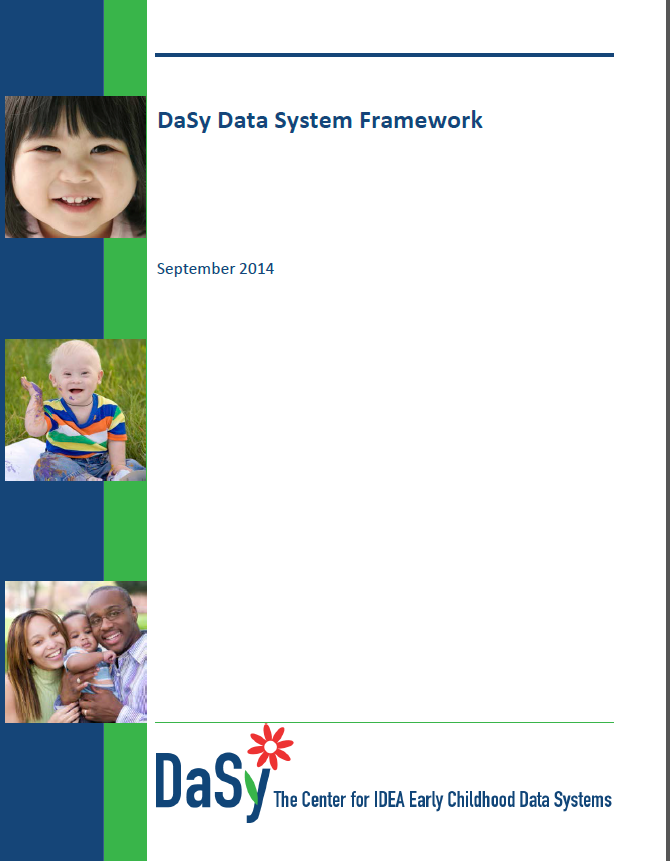 DaSy Data System Framework
September 2014
DaSy The Center for IDEA Early Childhood Data Systems